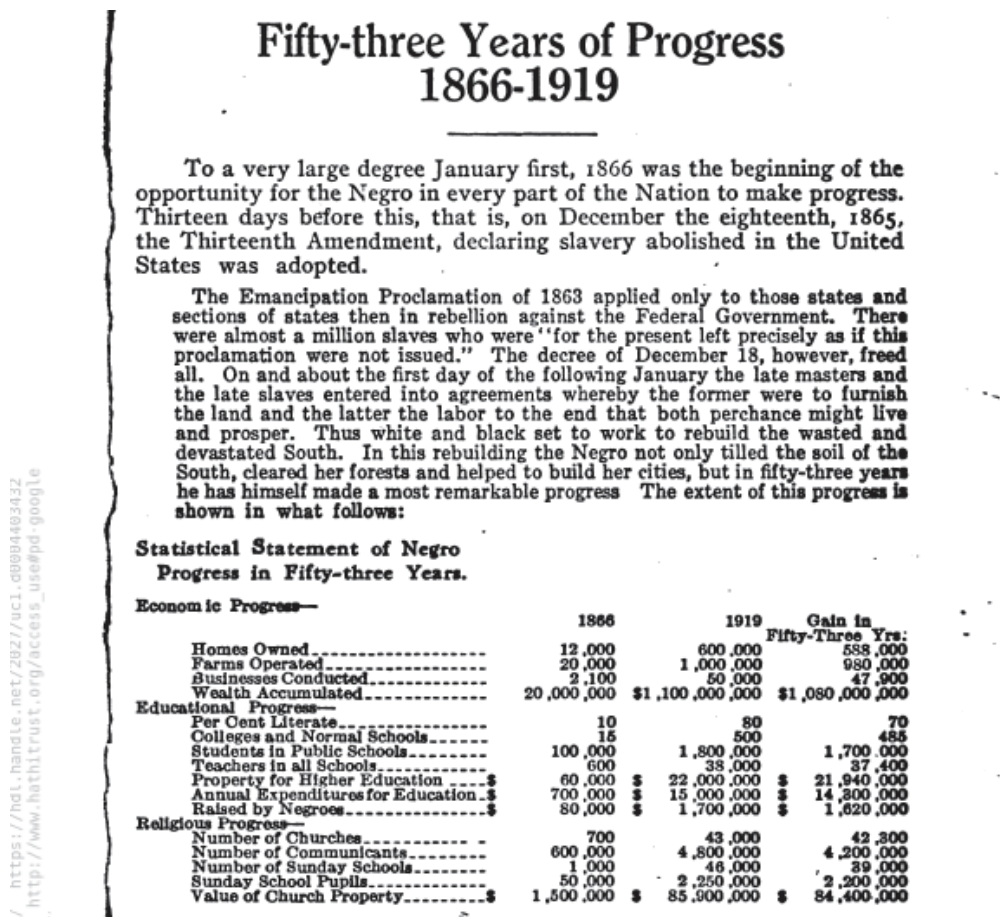 Fifty-three Years of Progress
1866-1919
To a very large degree January first, 1866 was the beginning of the
opportunity for the Negro in every part of the Nation to make progress.
Thirteen days before this, that is, on December the eighteenth, 1865,
the Thirteenth Amendment, declaring slavery abolished in the United
States was adopted.
The Emancipation Proclamation of 1863 applied only to those states and
sections of states then in rebellion against the Federal Government. There
were almost a million slaves who were "for the present left precisely as if this
proclamation were not issued." The decree of December 18, however, freed
all. On and about the first day of the following January the late masters and
the late slaves entered into agreements whereby the former were to furnish
the land and the latter the labor to the end that both perchance might live
and prosper. Thus white and black set to work to rebuild the wasted and
devastated South. In this rebuilding the Negro not only tilled the soil of the
South, cleared her forests and helped to build her cities, but in fifty-three years
he has himself made a most remarkable progress The extent of this progress is
shown in what follows:
Statistical Statement of Negro
Progress in Fifty-three Years.
Economic Progress—
1866 1919 Gain in
Fifty-Three Yrs.
Homes Owned 12,000 600,000 588,000
Farms Operated 20,000 1,000,000 980,000
Businesses Conducted 2,100 50,000 47,900
Wealth Accumulated 20,000,000 $1,100,000,000 $1,080,000,000
Educational Progress—
Per Cent Literate 10 80 70
Colleges and Normal Schools 15 500 485
Students in Public Schools 100,000 1,800,000 1,700,000
Teachers in all Schools 600 38,000 37,400
Property for Higher Education $ 60,000 $ 22,000,000 $ 21,940,000
Annual Expenditures for Education $ 700,000 $ 15,000,000 $ 14,300,000
Raised by Negroes $ 80,000 $ 1,700,000 $ 1,620,000
Religious Progress—
Number of Churches 700 43,000 42,300
Number of Communicants 600,000 4,800,000 4,200,000
Number of Sunday Schools 1,000 46,000 39,000
Sunday School Pupils 50,000 2,250,000 2,200,000
Value of Church Property $ 1,500,000 $ 85,900,000 $ 84,400,000
https://hdl.handle.net/2027/uc1.d0004403432
http://www.hathitrust.org/access_use#pd-google